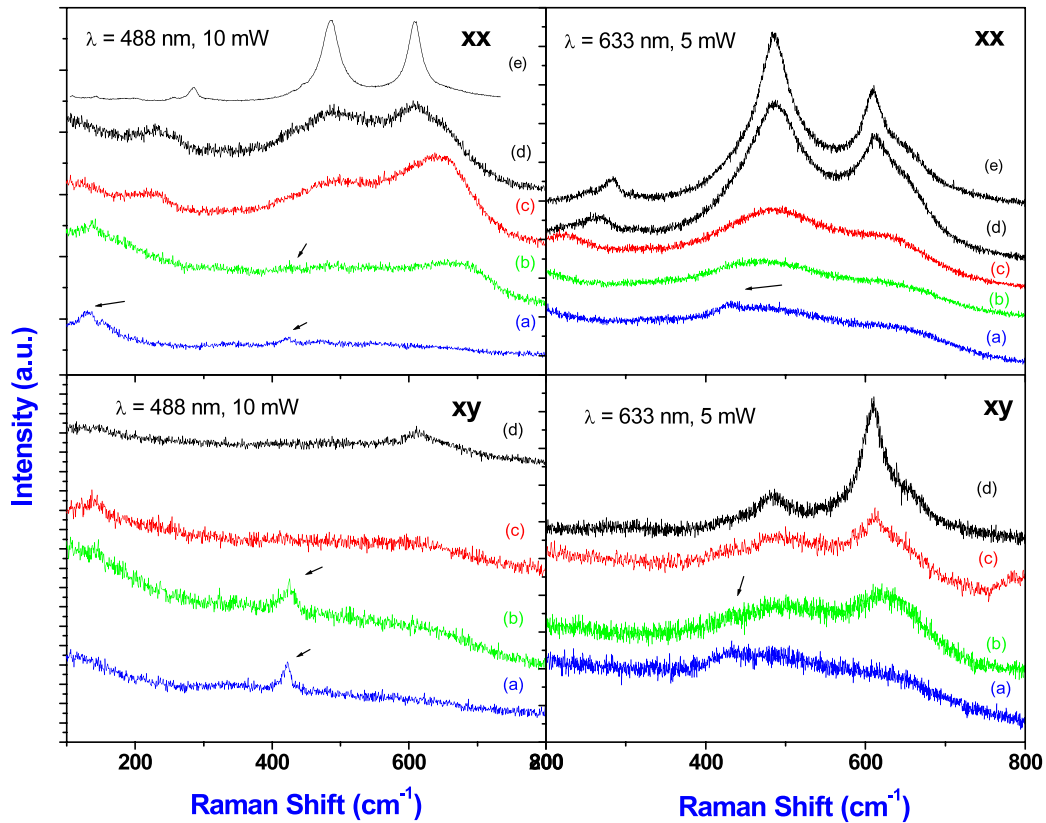 λ = 488 nm, 10 mW
xx
(e)
(d)
(c)
(b)
(a)
λ = 633 nm, 5 mW
xx
(e)
(d)
(c)
(b)
(a)
λ = 488 nm, 10 mW
xy
(d)
(c)
(b)
(a)
λ = 633 nm, 5 mW
xy
(d)
(c)
(b)
(a)
Intensity (a.u.)
200
400
600
200
400
600
800
Raman Shift (cm⁻¹)
Raman Shift (cm⁻¹)